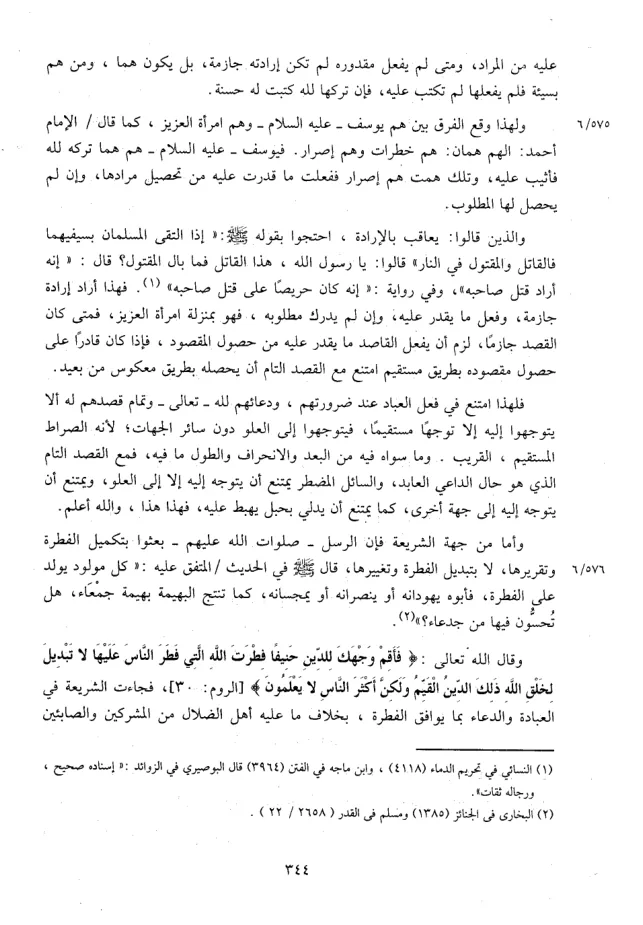 عليه من المراد، ومتى لم يفعل مقدوره لم تكن إرادته جازمة، بل يكون هما ، ومن هم
بسيئة فلم يفعلها لم تكتب عليه، فإن تركها لله كتبت له حسنة.
ولهذا وقع الفرق بين هم يوسف ـ عليه السلام ـ وهم امرأة العزيز ، كما قال / الإمام
٦/٥٧٥
أحمد: الهم همان: هم خطرات وهم إصرار. فيوسف ـ عليه السلام ـ هم هما تركه لله
فأثيب عليه، وتلك همت هم إصرار ففعلت ما قدرت عليه من تحصيل مرادها، وإن لم
يحصل لها المطلوب.
والذين قالوا: يعاقب بالإرادة ، احتجوا بقوله ﷺ:« إذا التقى المسلمان بسيفيهما
فالقاتل والمقتول في النار» قالوا: يا رسول الله ، هذا القاتل فما بال المقتول؟ قال : « إنه
أراد قتل صاحبه»، وفي رواية :« إنه كان حريصًا على قتل صاحبه» (١). فهذا أراد إرادة
جازمة، وفعل ما يقدر عليه، وإن لم يدرك مطلوبه ، فهو بمنزلة امرأة العزيز، فمتى كان
القصد جازمًا، لزم أن يفعل القاصد ما يقدر عليه من حصول المقصود ، فإذا كان قادرًا على
حصول مقصوده بطريق مستقيم امتنع مع القصد التام أن يحصله بطريق معكوس من بعيد.
فلهذا امتنع في فعل العباد عند ضرورتهم ، ودعائهم لله ـ تعالى ـ وتمام قصدهم له ألا
يتوجهوا إليه إلا توجهًا مستقيمًا، فيتوجهوا إلى العلو دون سائر الجهات؛ لأنه الصراط
المستقيم ، القريب . وما سواه فيه من البعد والانحراف والطول ما فيه، فمع القصد التام
الذي هو حال الداعي العابد، والسائل المضطر يمتنع أن يتوجه إليه إلا إلى العلو، ويمتنع أن
يتوجه إليه إلى جهة أخرى، كما يمتنع أن يدلي بحبل يهبط عليه، فهذا هذا ، والله أعلم.
وأما من جهة الشريعة فإن الرسل ـ صلوات الله عليهم ـ بعثوا بتكميل الفطرة
وتقريرها، لا بتبديل الفطرة وتغييرها، قال ﷺ في الحديث / المتفق عليه :« كل مولود يولد
٦/٥٧٦
على الفطرة، فأبوه يهودانه أو ينصرانه أو يمجسانه، كما تنتج البهيمة بهيمة جمْعَاء، هل
تُحسُّون فيها من جدعاء؟»(٢).
وقال الله تعالى :﴿ فَأَقِمْ وَجْهَكَ لِلدِّينِ حَنِيفًا فِطْرَتَ اللَّهِ الَّتِي فَطَرَ النَّاسَ عَلَيْهَا لا تَبْدِيلَ
لِخَلْقِ اللَّهِ ذَلِكَ الدِّينُ الْقَيِّمُ وَلَكِنَّ أَكْثَرَ النَّاسِ لا يَعْلَمُونَ ﴾ [الروم: ٣٠]، فجاءت الشريعة في
العبادة والدعاء بما يوافق الفطرة ، بخلاف ما عليه أهل الضلال من المشركين والصابئين
(١) النسائي في تحريم الدماء (٤١١٨) ، وابن ماجه في الفتن (٣٩٦٤) قال البوصيري في الزوائد :« إسناده صحيح ،
ورجاله ثقات».
(٢) البخارى فى الجنائز (١٣٨٥) ومسلم فى القدر ( ٢٦٥٨ / ٢٢ ) .
٣٤٤